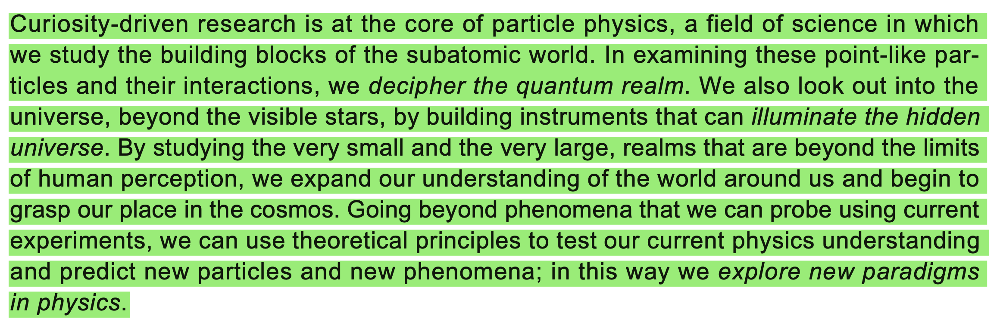 Curiosity-driven research is at the core of particle physics, a field of science in which
we study the building blocks of the subatomic world. In examining these point-like par-
ticles and their interactions, we decipher the quantum realm. We also look out into the
universe, beyond the visible stars, by building instruments that can illuminate the hidden
universe. By studying the very small and the very large, realms that are beyond the limits
of human perception, we expand our understanding of the world around us and begin to
grasp our place in the cosmos. Going beyond phenomena that we can probe using current
experiments, we can use theoretical principles to test our current physics understanding
and predict new particles and new phenomena; in this way we explore new paradigms
in physics.